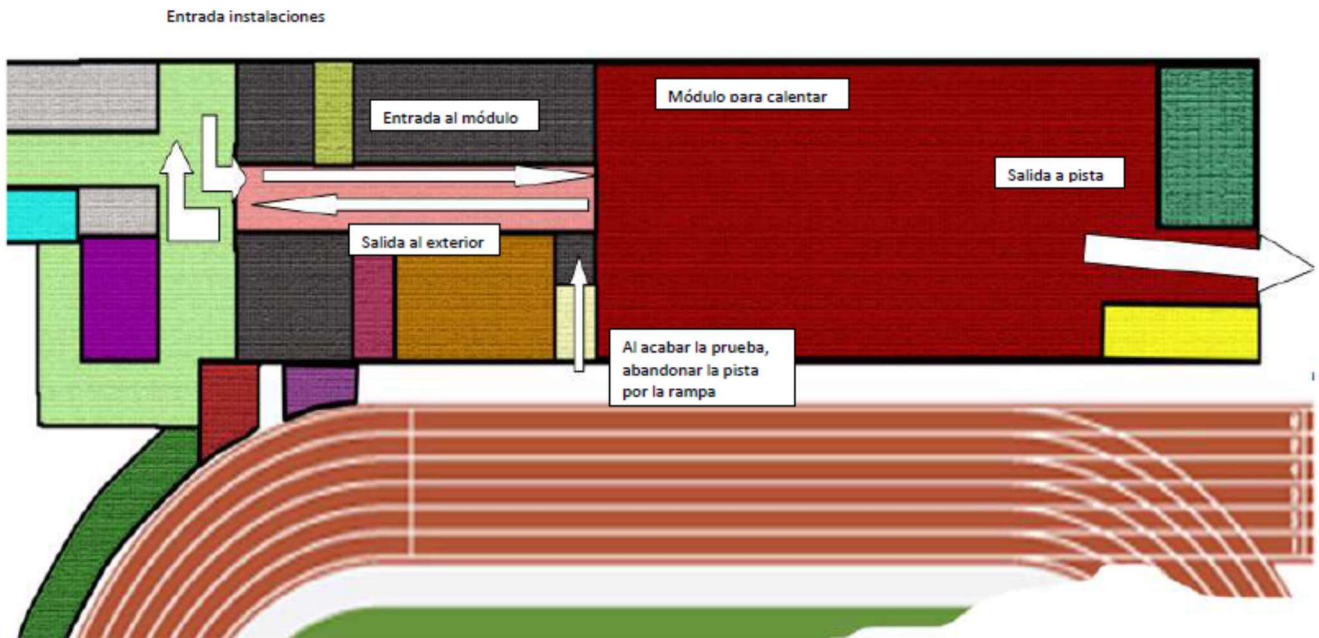 Entrada instalaciones
Módulo para calentar
Entrada al módulo
Salida a pista
Salida al exterior
Al acabar la prueba,
abandonar la pista
por la rampa